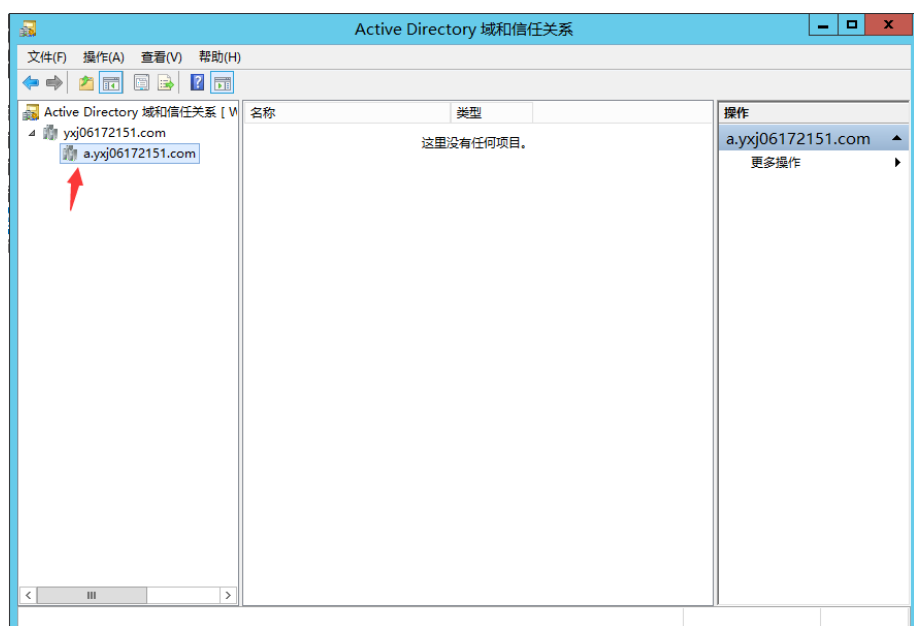 Active Directory 域和信任关系
文件(F) 操作(A) 查看(V) 帮助(H)
Active Directory 域和信任关系 [ W
yxj06172151.com
a.yxj06172151.com
名称 类型
这里没有任何项目。
操作
a.yxj06172151.com
更多操作